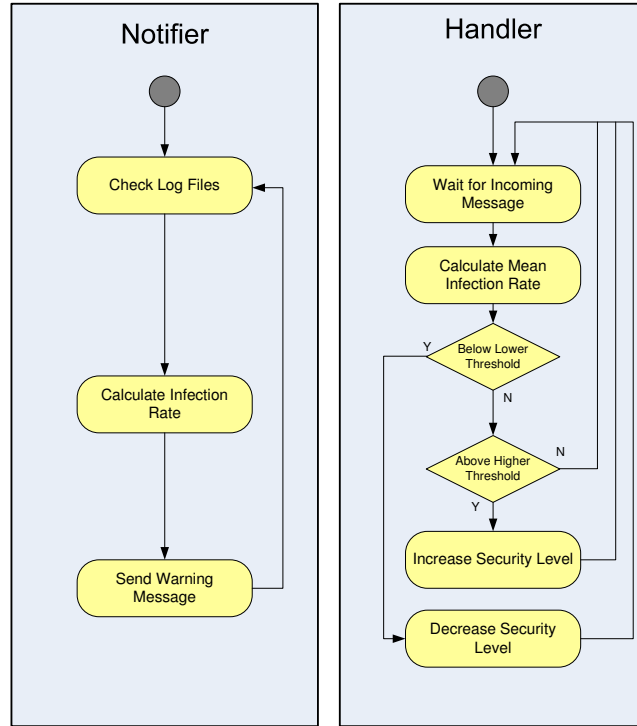 Notifier
Check Log Files
Calculate Infection
Rate
Send Warning
Message
Handler
Wait for Incoming
Message
Calculate Mean
Infection Rate
Y
Below Lower
Threshold
N
Above Higher
Threshold
N
Y
Increase Security Level
Decrease Security
Level